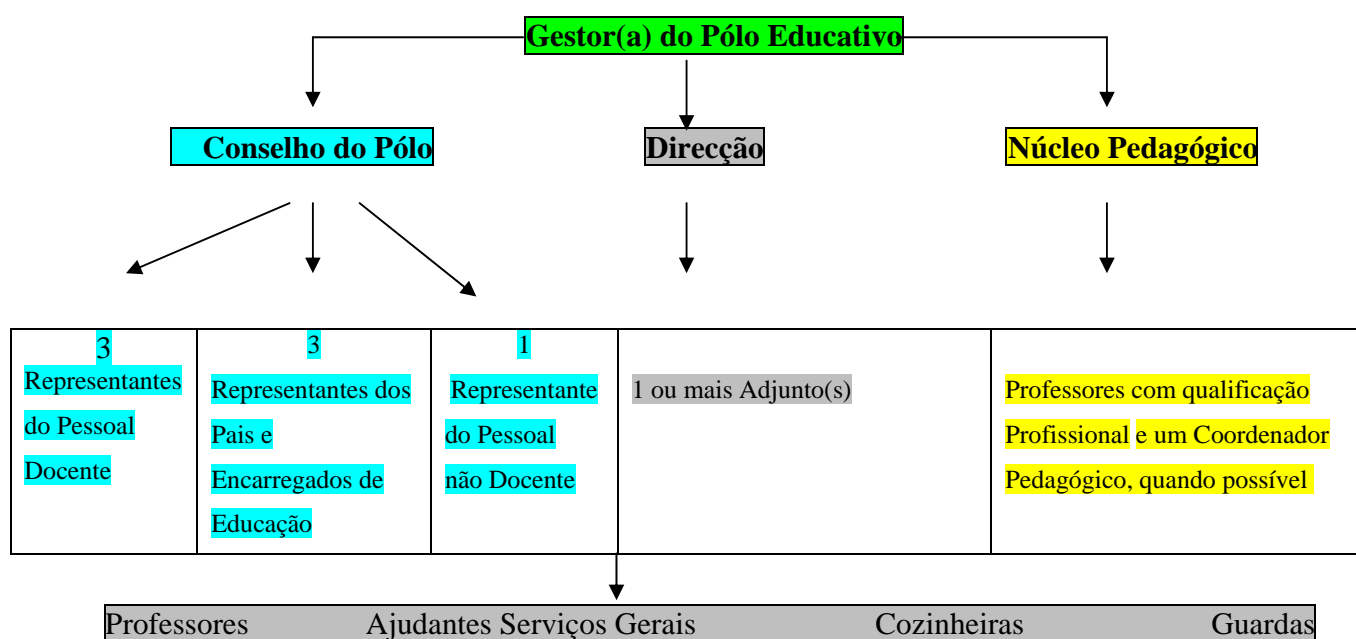 Gestor(a) do Pólo Educativo
Conselho do Pólo
Direcção
Núcleo Pedagógico
3
Representantes
do Pessoal
Docente
3
Representantes dos
Pais e
Encarregados de
Educação
1
Representante
do Pessoal
não Docente
1 ou mais Adjunto(s)
Professores com qualificação
Profissional e um Coordenador
Pedagógico, quando possível
Professores Ajudantes Serviços Gerais Cozinheiras Guardas